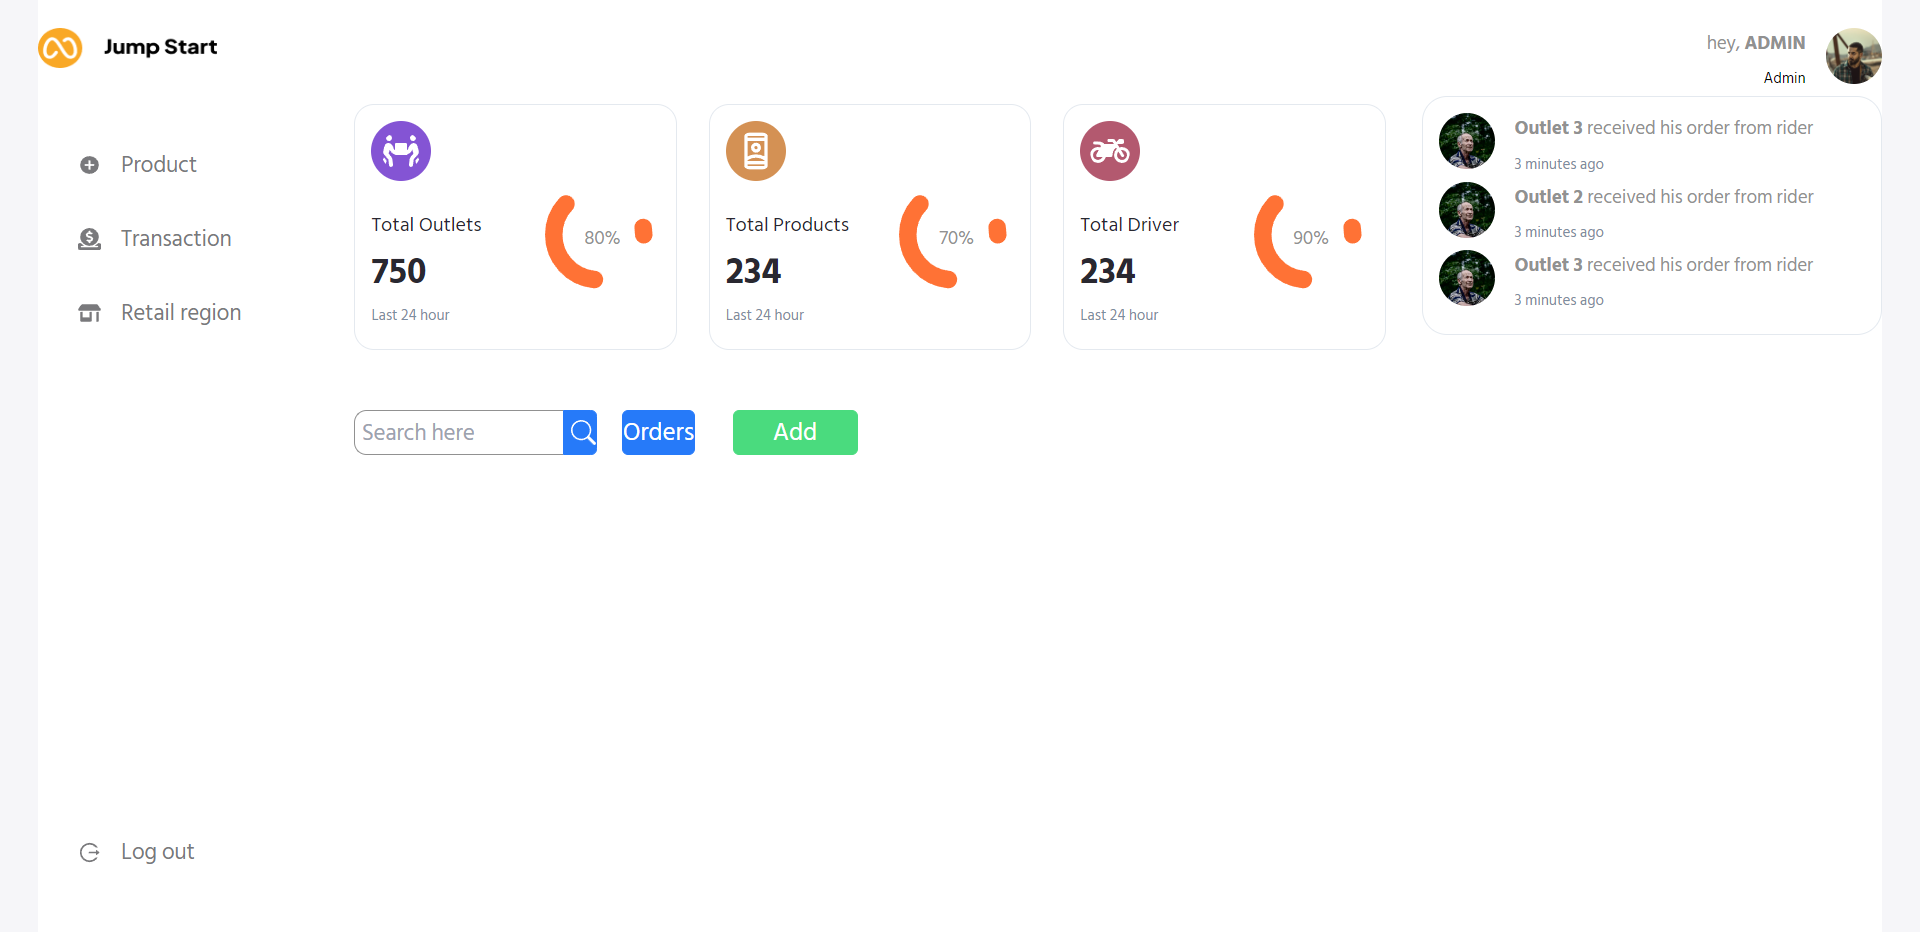 Jump Start
hey, ADMIN
Admin
Product
Transaction
Retail region
Log out
Total Outlets
750
Last 24 hour
80%
Total Products
234
Last 24 hour
70%
Total Driver
234
Last 24 hour
90%
Outlet 3 received his order from rider
3 minutes ago
Outlet 2 received his order from rider
3 minutes ago
Outlet 3 received his order from rider
3 minutes ago
Search here
Orders
Add